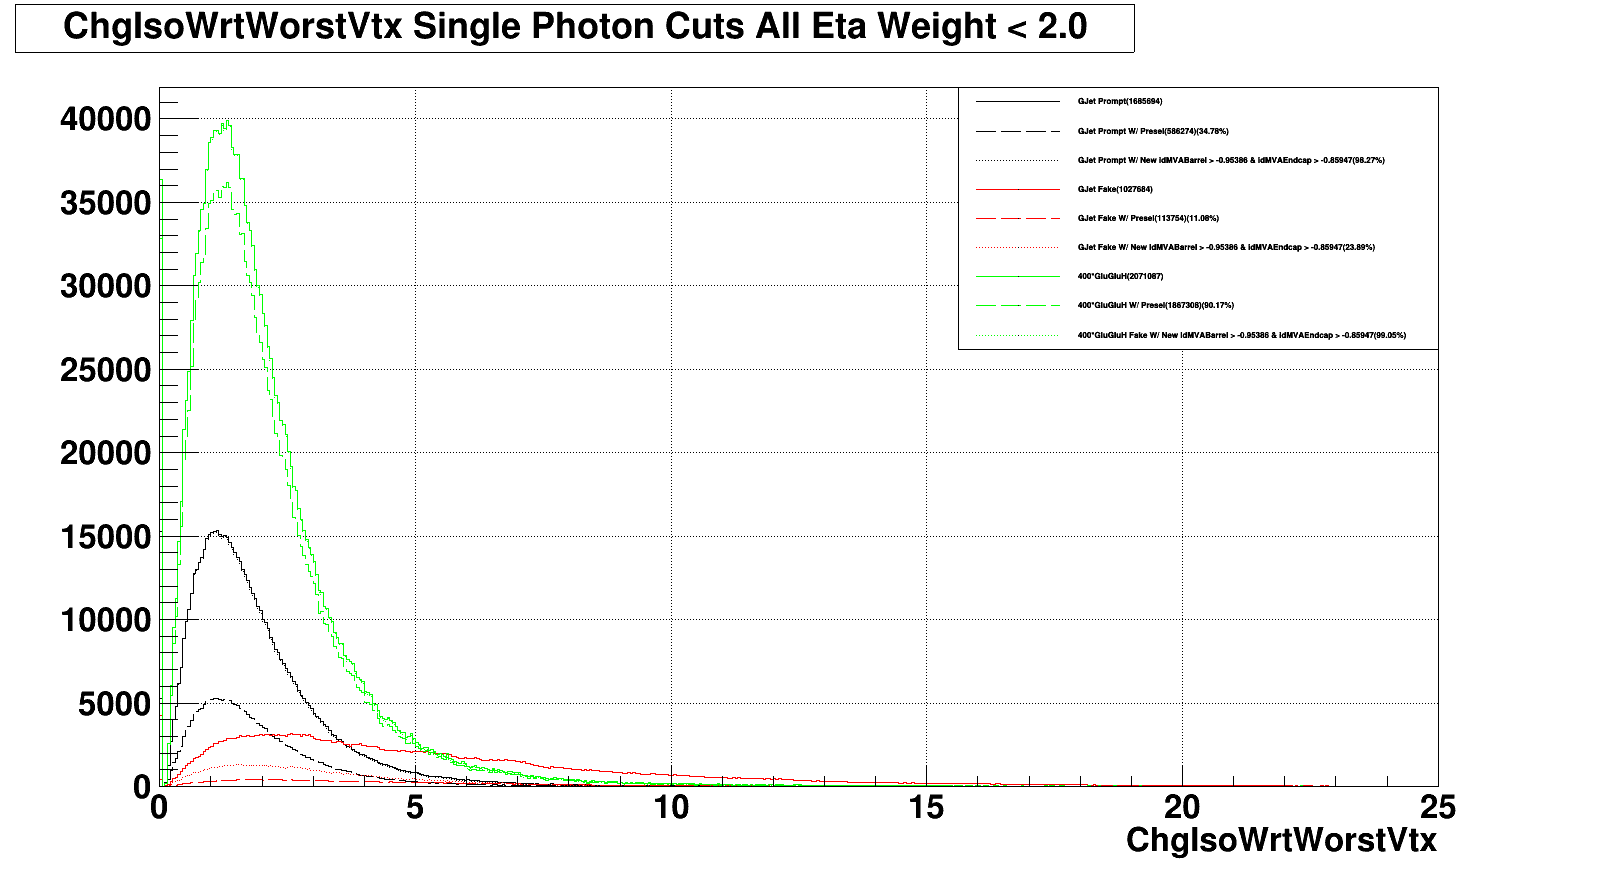 ChgIsoWrtWorstVtx Single Photon Cuts All Eta Weight < 2.0
GJet Prompt(1685694)
GJet Prompt W/ Presel(586274)(34.78%)
GJet Prompt W/ New idMVABarrel > -0.95386 & idMVAEndcap > -0.85947(98.27%)
GJet Fake(1027684)
GJet Fake W/ Presel(113754)(11.08%)
GJet Fake W/ New idMVABarrel > -0.95386 & idMVAEndcap > -0.85947(23.89%)
400*GluGluH(2071087)
400*GluGluH W/ Presel(1867308)(90.17%)
400*GluGluH Fake W/ New idMVABarrel > -0.95386 & idMVAEndcap > -0.85947(99.05%)
40000
35000
30000
25000
20000
15000
10000
5000
0
0 5 10 15 20 25
ChgIsoWrtWorstVtx